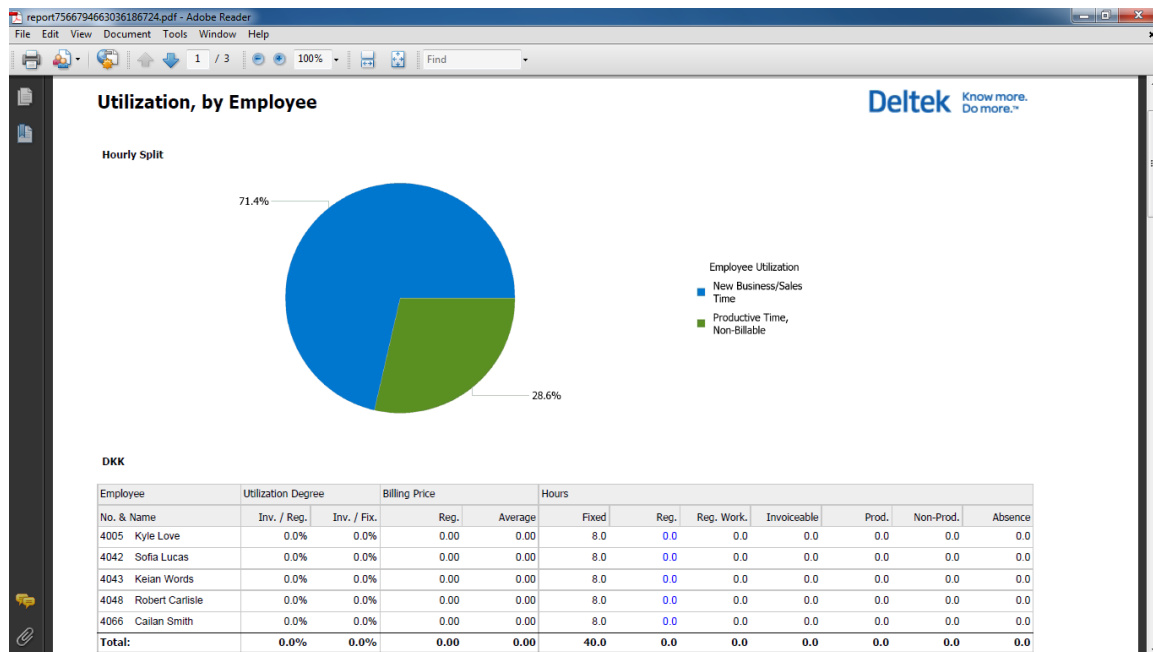 report7566794663036186724.pdf - Adobe Reader
File Edit View Document Tools Window Help
1 / 3 100% Find
Utilization, by Employee
Deltek Know more.
Do more.™
Hourly Split
71.4%
Employee Utilization
New Business/Sales
Time
Productive Time,
Non-Billable
28.6%
DKK
Employee Utilization Degree Billing Price Hours
No. & Name Inv. / Reg. Inv. / Fix. Reg. Average Fixed Reg. Reg. Work. Invoiceable Prod. Non-Prod. Absence
4005 Kyle Love 0.0% 0.0% 0.00 0.00 8.0 0.0 0.0 0.0 0.0 0.0 0.0
4042 Sofia Lucas 0.0% 0.0% 0.00 0.00 8.0 0.0 0.0 0.0 0.0 0.0 0.0
4043 Keian Words 0.0% 0.0% 0.00 0.00 8.0 0.0 0.0 0.0 0.0 0.0 0.0
4048 Robert Carlisle 0.0% 0.0% 0.00 0.00 8.0 0.0 0.0 0.0 0.0 0.0 0.0
4066 Cailan Smith 0.0% 0.0% 0.00 0.00 8.0 0.0 0.0 0.0 0.0 0.0 0.0
Total: 0.0% 0.0% 0.00 0.00 40.0 0.0 0.0 0.0 0.0 0.0 0.0